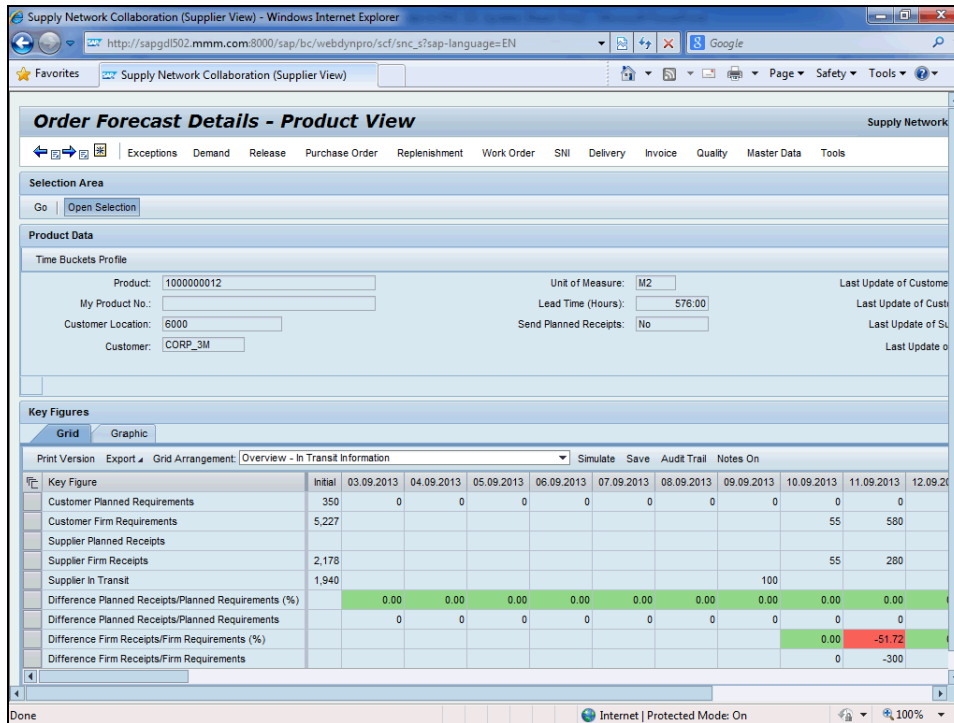 Supply Network Collaboration (Supplier View) - Windows Internet Explorer
http://sapgdl502.mmm.com:8000/sap/bc/webdynpro/scf/snc_s?sap-language=EN Google
Favorites Supply Network Collaboration (Supplier View) Page Safety Tools
Order Forecast Details - Product View Supply Network
Exceptions Demand Release Purchase Order Replenishment Work Order SNI Delivery Invoice Quality Master Data Tools
Selection Area
Go Open Selection
Product Data
Time Buckets Profile
Product: 1000000012 Unit of Measure: M2 Last Update of Custome
My Product No.: Lead Time (Hours): 576:00 Last Update of Cust
Customer Location: 6000 Send Planned Receipts: No Last Update of Su
Customer: CORP_3M Last Update o
Key Figures
Grid Graphic
Print Version Export Grid Arrangement: Overview - In Transit Information Simulate Save Audit Trail Notes On
Key Figure Initial 03.09.2013 04.09.2013 05.09.2013 06.09.2013 07.09.2013 08.09.2013 09.09.2013 10.09.2013 11.09.2013 12.09.20
Customer Planned Requirements 350 0 0 0 0 0 0 0 0 0
Customer Firm Requirements 5,227 55 580
Supplier Planned Receipts
Supplier Firm Receipts 2,178 55 280
Supplier In Transit 1,940 100
Difference Planned Receipts/Planned Requirements (%) 0.00 0.00 0.00 0.00 0.00 0.00 0.00 0.00 0.00
Difference Planned Receipts/Planned Requirements 0 0 0 0 0 0 0 0 0
Difference Firm Receipts/Firm Requirements (%) 0.00 -51.72
Difference Firm Receipts/Firm Requirements 0 -300
Done Internet | Protected Mode: On 100%